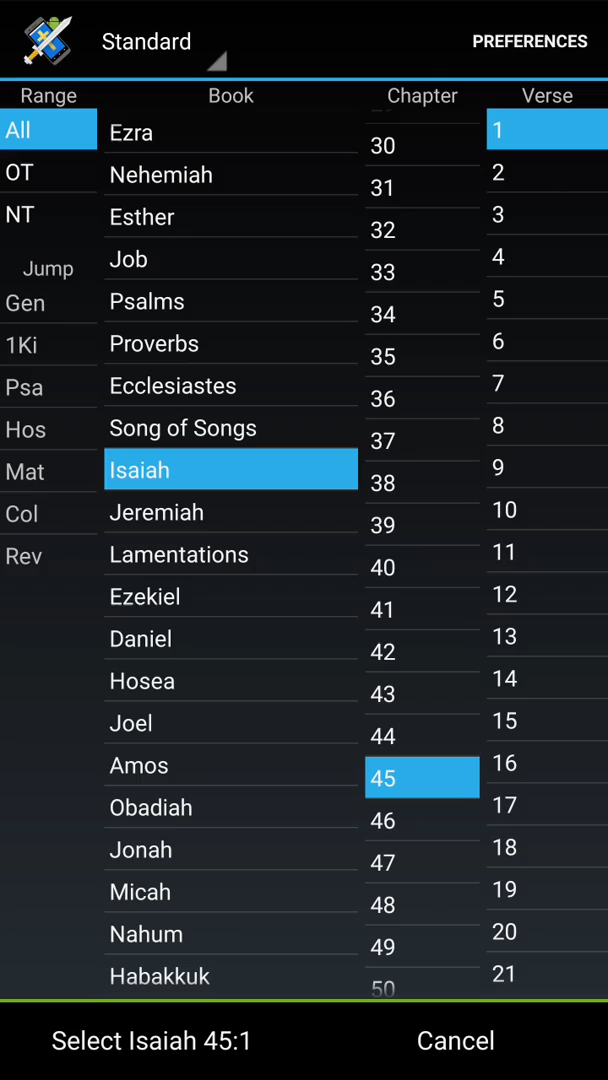 Standard
PREFERENCES
Range
Book
Chapter
Verse
All
OT
NT
Jump
Gen
1Ki
Psa
Hos
Mat
Col
Rev
Ezra
Nehemiah
Esther
Job
Psalms
Proverbs
Ecclesiastes
Song of Songs
Isaiah
Jeremiah
Lamentations
Ezekiel
Daniel
Hosea
Joel
Amos
Obadiah
Jonah
Micah
Nahum
Habakkuk
30
31
32
33
34
35
36
37
38
39
40
41
42
43
44
45
46
47
48
49
50
1
2
3
4
5
6
7
8
9
10
11
12
13
14
15
16
17
18
19
20
21
Select Isaiah 45:1
Cancel